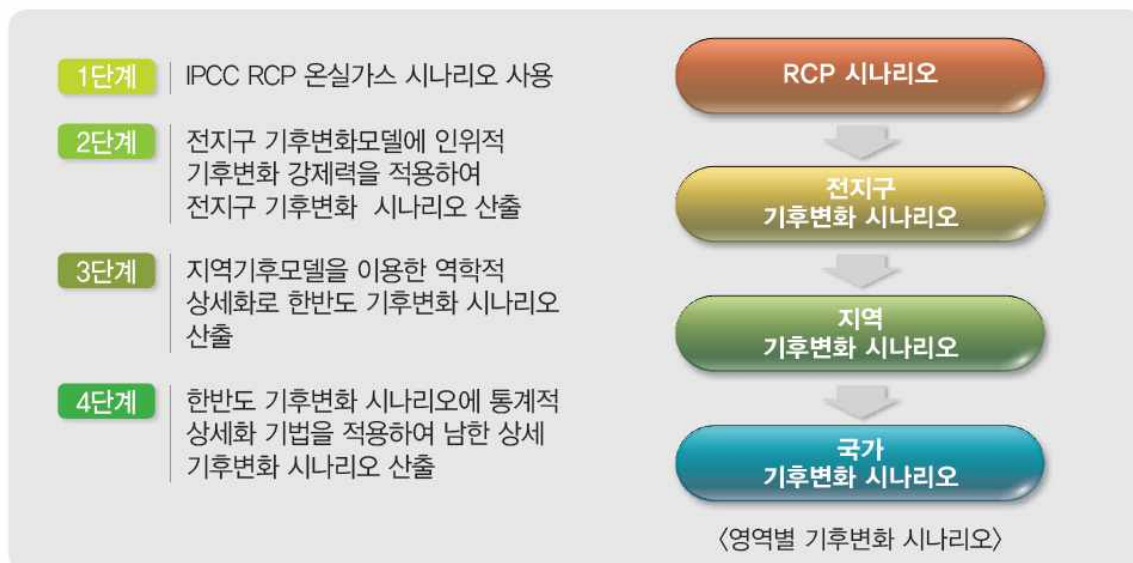 1단계
IPCC RCP 온실가스 시나리오 사용
2단계
전지구 기후변화모델에 인위적
기후변화 강제력을 적용하여
전지구 기후변화 시나리오 산출
3단계
지역기후모델을 이용한 역학적
상세화로 한반도 기후변화 시나리오
산출
4단계
한반도 기후변화 시나리오에 통계적
상세화 기법을 적용하여 남한 상세
기후변화 시나리오 산출
RCP 시나리오
전지구
기후변화 시나리오
지역
기후변화 시나리오
국가
기후변화 시나리오
〈영역별 기후변화 시나리오〉